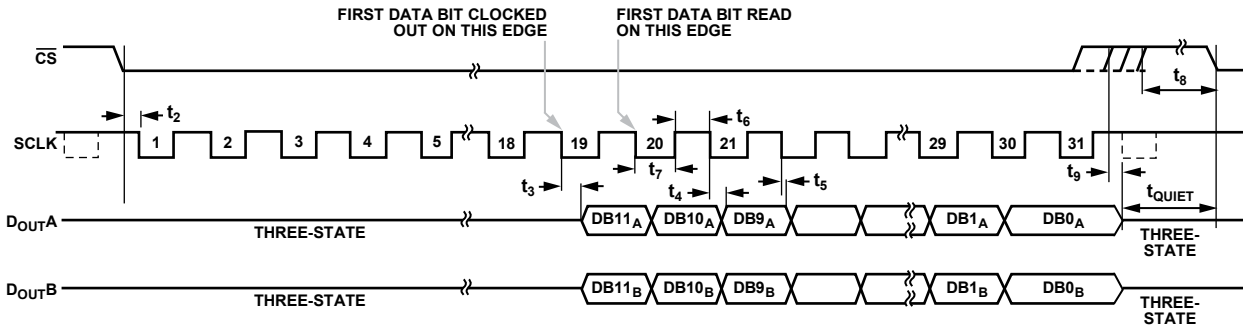 FIRST DATA BIT CLOCKED
OUT ON THIS EDGE
FIRST DATA BIT READ
ON THIS EDGE
CS
t8
t2
t6
SCLK
1 2 3 4 5 18 19 20 21 29 30 31
t3
t7
t4
t5
t9
tQUIET
DOUTA
THREE-STATE
DB11A DB10A DB9A DB1A DB0A
THREE-
STATE
DOUTB
THREE-STATE
DB11B DB10B DB9B DB1B DB0B
THREE-
STATE